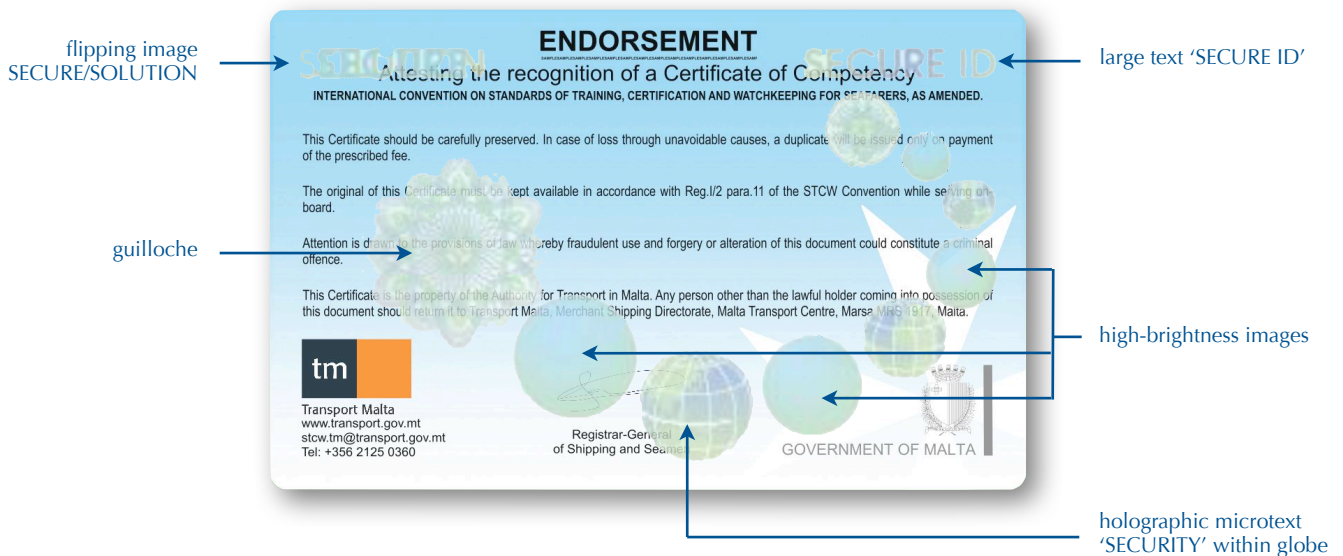 flipping image
SECURE/SOLUTION
ENDORSEMENT
SECURE ID
large text ‘SECURE ID’
Attesting the recognition of a Certificate of Competency
INTERNATIONAL CONVENTION ON STANDARDS OF TRAINING, CERTIFICATION AND WATCHKEEPING FOR SEAFARERS, AS AMENDED.
This Certificate should be carefully preserved. In case of loss through unavoidable causes, a duplicate will be issued only on payment
of the prescribed fee.
The original of this Certificate must be kept available in accordance with Reg.I/2 para.11 of the STCW Convention while serving on-
board.
guilloche
Attention is drawn to the provisions of law whereby fraudulent use and forgery or alteration of this document could constitute a criminal
offence.
This Certificate is the property of the Authority for Transport in Malta. Any person other than the lawful holder coming into possession of
this document should return it to Transport Malta, Merchant Shipping Directorate, Malta Transport Centre, Marsa MRS 1917, Malta.
high-brightness images
tm
Transport Malta
www.transport.gov.mt
stcw.tm@transport.gov.mt
Tel: +356 2125 0360
Registrar-General
of Shipping and Seamen
GOVERNMENT OF MALTA
holographic microtext
‘SECURITY’ within globe